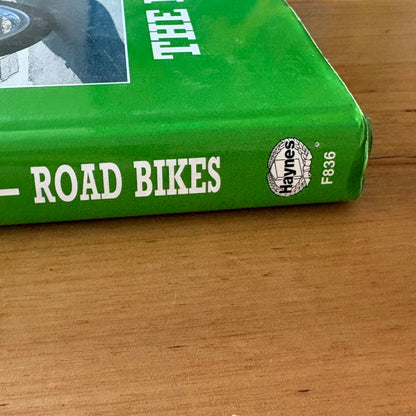 THE
– ROAD BIKES
Haynes
®
F836